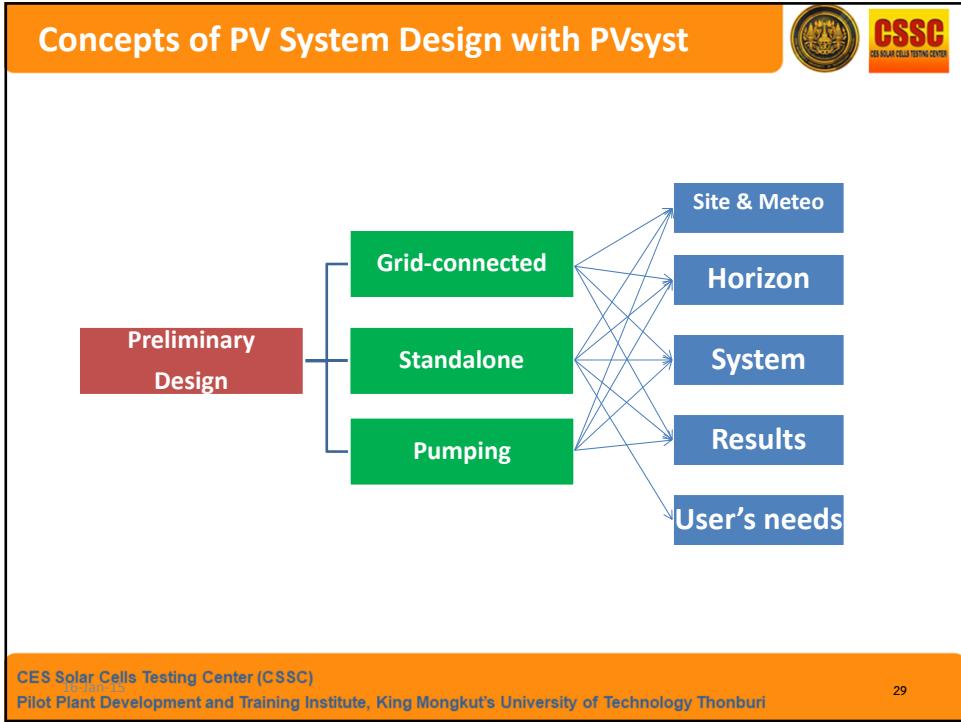 Concepts of PV System Design with PVsyst
CSSC
CES SOLAR CELLS TESTING CENTER
Site & Meteo
Grid-connected
Horizon
Preliminary
Design
Standalone
System
Pumping
Results
User's needs
CES Solar Cells Testing Center (CSSC)
16-Jan-15
Pilot Plant Development and Training Institute, King Mongkut's University of Technology Thonburi
29